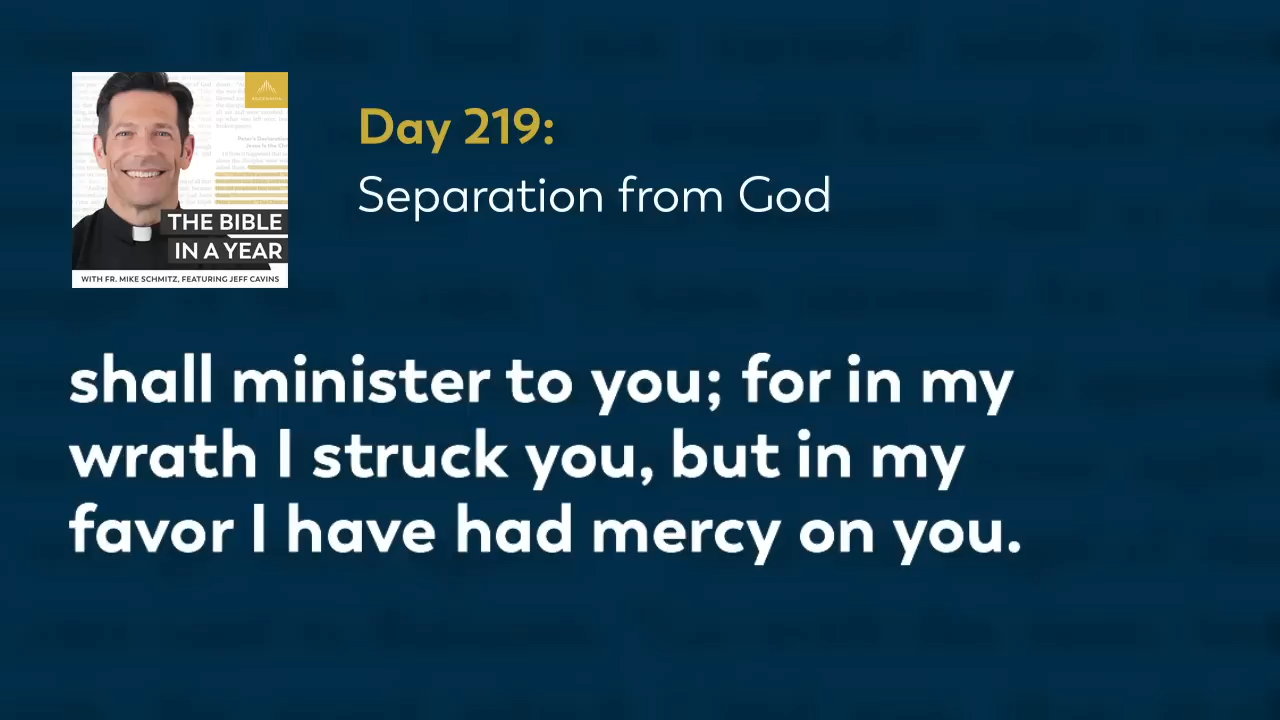 Day 219:
Separation from God
THE BIBLE
IN A YEAR
WITH FR. MIKE SCHMITZ, FEATURING JEFF CAVINS
shall minister to you; for in my
wrath I struck you, but in my
favor I have had mercy on you.